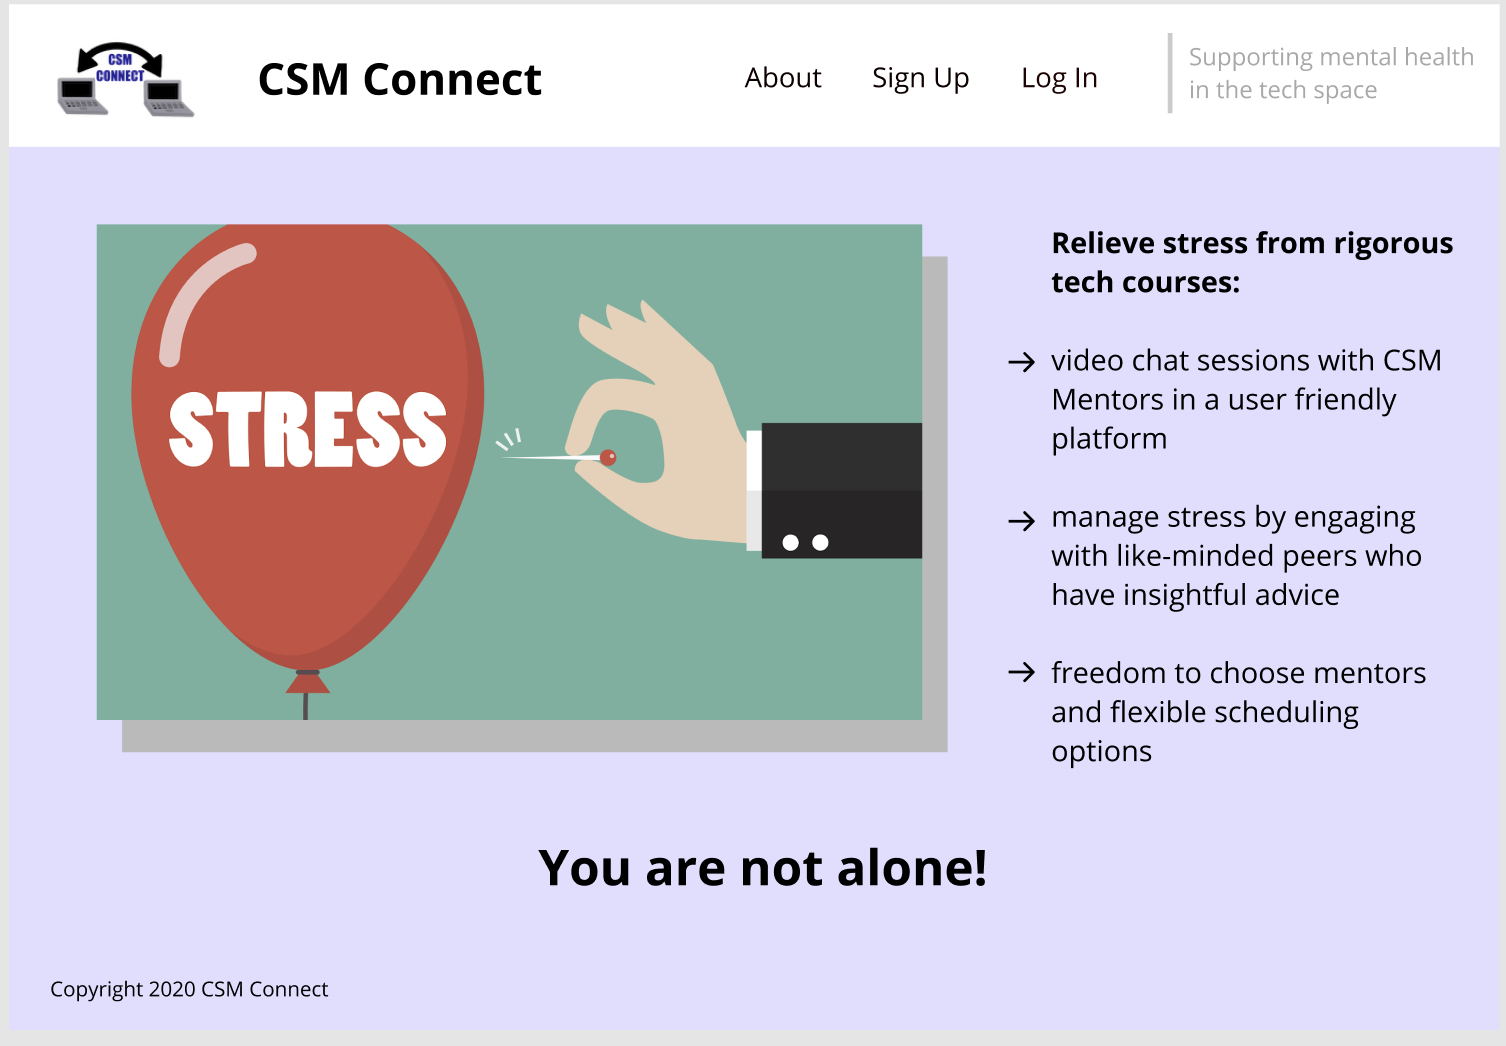 CSM
CONNECT
CSM Connect
About
Sign Up
Log In
Supporting mental health
in the tech space
STRESS
Relieve stress from rigorous
tech courses:
→ video chat sessions with CSM
Mentors in a user friendly
platform
→ manage stress by engaging
with like-minded peers who
have insightful advice
→ freedom to choose mentors
and flexible scheduling
options
You are not alone!
Copyright 2020 CSM Connect